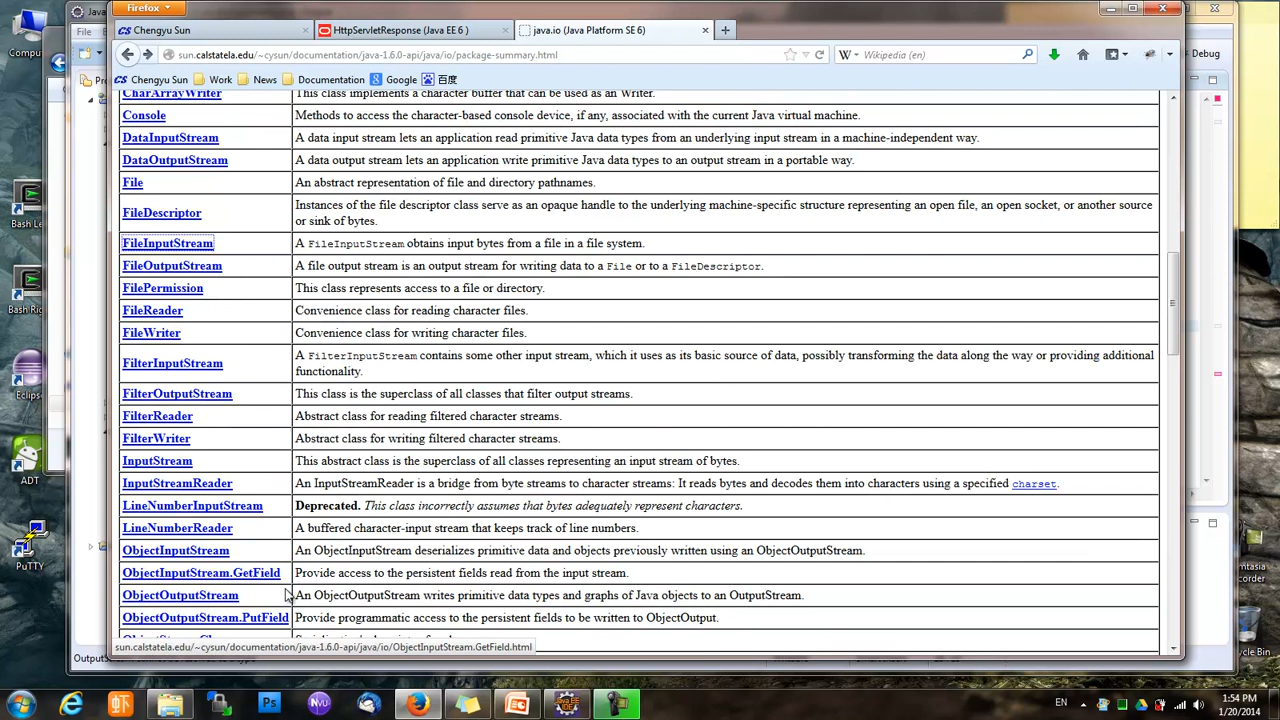 Firefox
Chengyu Sun
HttpServletResponse (Java EE 6 )
java.io (Java Platform SE 6)
sun.calstatela.edu/~cysun/documentation/java-1.6.0-api/java/io/package-summary.html
Wikipedia (en)
Debug
Chengyu Sun
Work
News
Documentation
Google
百度
CharArrayWriter This class implements a character buffer that can be used as an Writer.
Console Methods to access the character-based console device, if any, associated with the current Java virtual machine.
DataInputStream A data input stream lets an application read primitive Java data types from an underlying input stream in a machine-independent way.
DataOutputStream A data output stream lets an application write primitive Java data types to an output stream in a portable way.
File An abstract representation of file and directory pathnames.
FileDescriptor Instances of the file descriptor class serve as an opaque handle to the underlying machine-specific structure representing an open file, an open socket, or another source
or sink of bytes.
FileInputStream A FileInputStream obtains input bytes from a file in a file system.
FileOutputStream A file output stream is an output stream for writing data to a File or to a FileDescriptor.
FilePermission This class represents access to a file or directory.
FileReader Convenience class for reading character files.
FileWriter Convenience class for writing character files.
FilterInputStream A FilterInputStream contains some other input stream, which it uses as its basic source of data, possibly transforming the data along the way or providing additional
functionality.
FilterOutputStream This class is the superclass of all classes that filter output streams.
FilterReader Abstract class for reading filtered character streams.
FilterWriter Abstract class for writing filtered character streams.
InputStream This abstract class is the superclass of all classes representing an input stream of bytes.
InputStreamReader An InputStreamReader is a bridge from byte streams to character streams: It reads bytes and decodes them into characters using a specified charset.
LineNumberInputStream Deprecated. This class incorrectly assumes that bytes adequately represent characters.
LineNumberReader A buffered character-input stream that keeps track of line numbers.
ObjectInputStream An ObjectInputStream deserializes primitive data and objects previously written using an ObjectOutputStream.
ObjectInputStream.GetField Provide access to the persistent fields read from the input stream.
ObjectOutputStream An ObjectOutputStream writes primitive data types and graphs of Java objects to an OutputStream.
ObjectOutputStream.PutField Provide programmatic access to the persistent fields to be written to ObjectOutput.
sun.calstatela.edu/~cysun/documentation/java-1.6.0-api/java/io/ObjectInputStream.GetField.html
File
ADT
PuTTY
EN
1:54 PM
1/20/2014